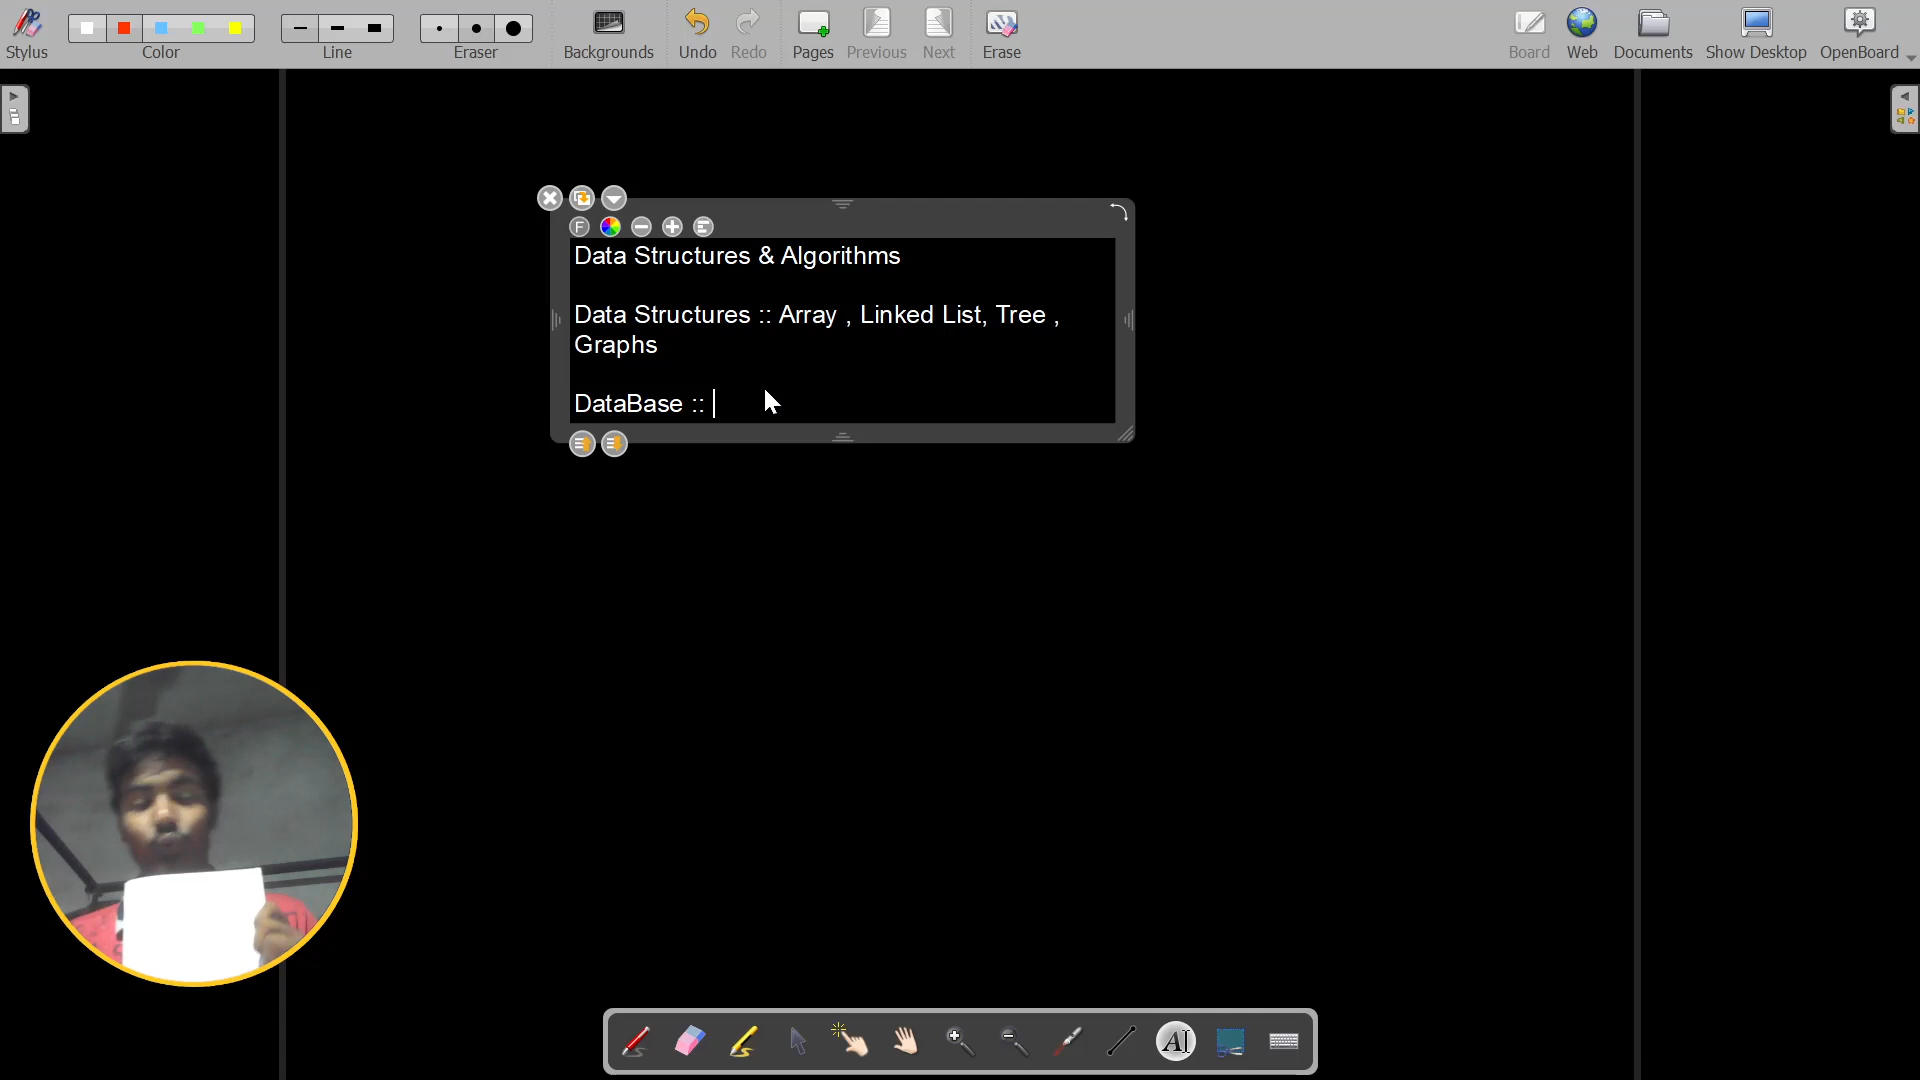 Stylus
Color
Line
Eraser
Backgrounds
Undo
Redo
Pages
Previous
Next
Erase
Board
Web
Documents
Show Desktop
OpenBoard
F
Data Structures & Algorithms
Data Structures :: Array , Linked List, Tree ,
Graphs
DataBase ::
AI